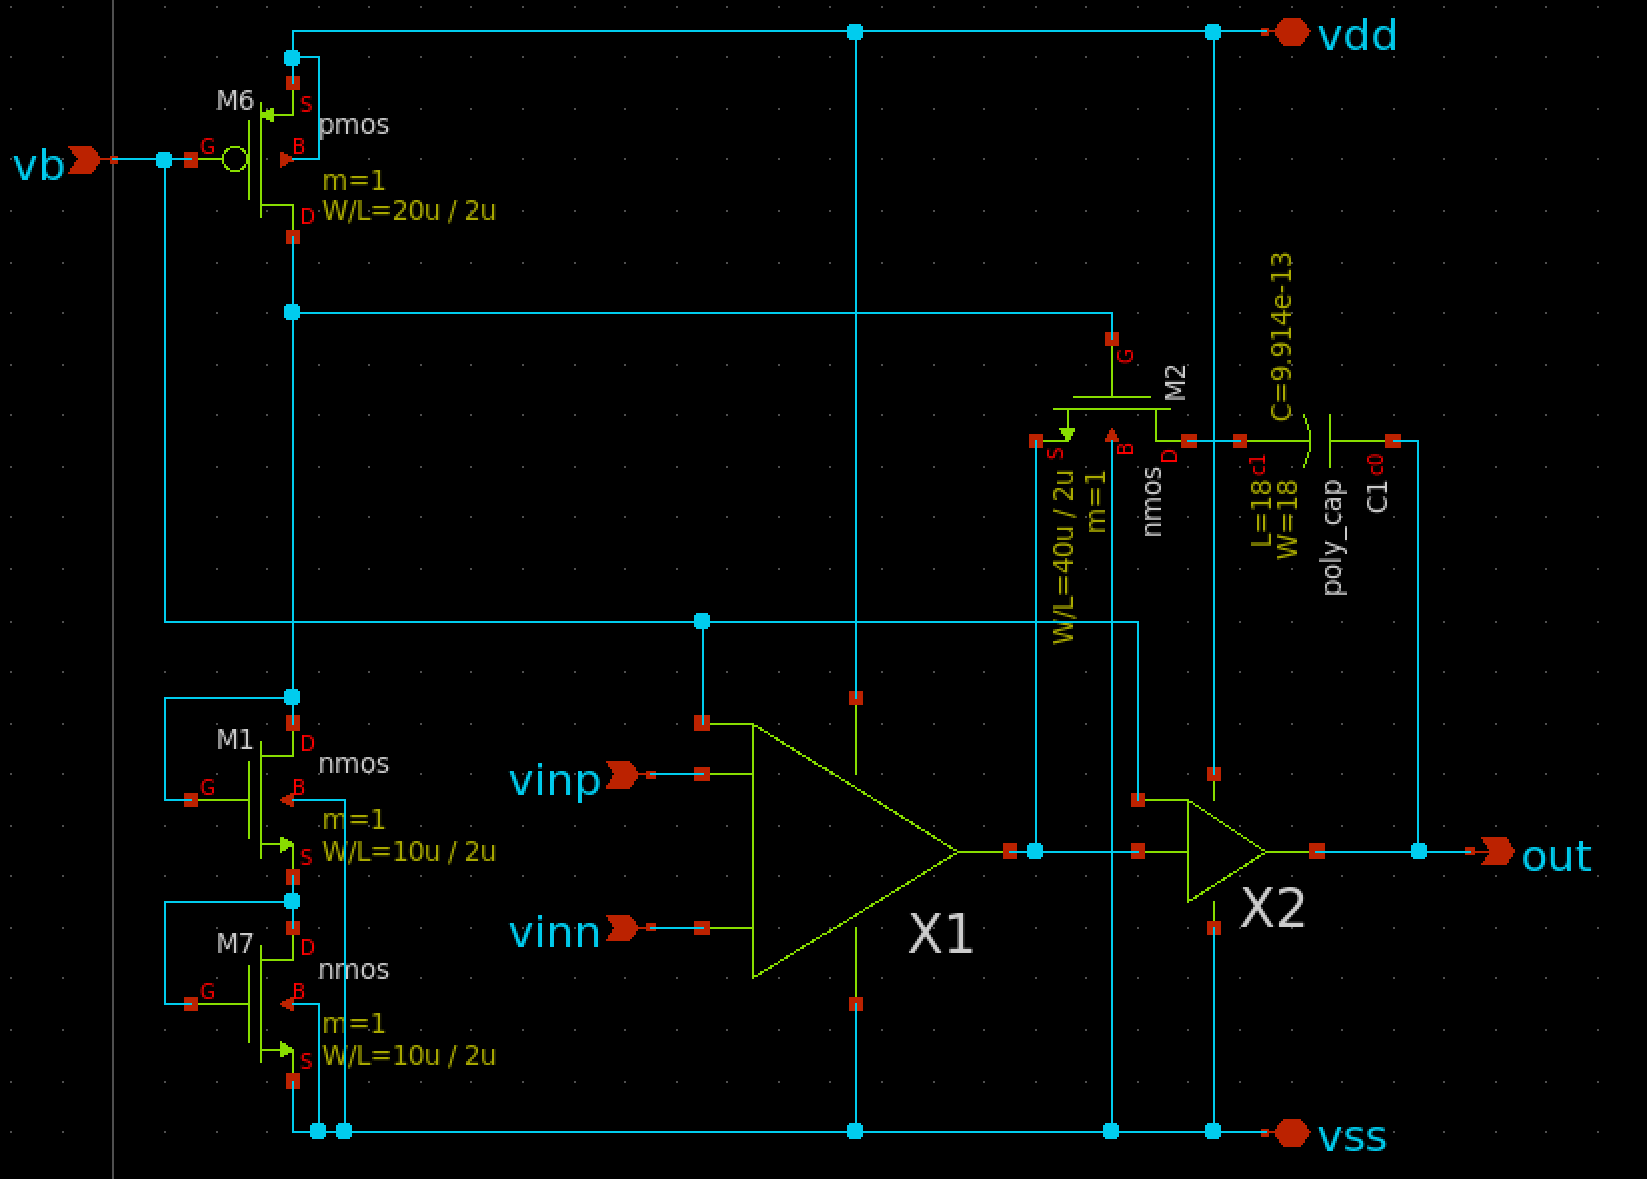 vdd
M6
S
pmos
G
B
vb
m=1
W/L=20u / 2u
D
C=9.914e-13
G
M2
S
B
D
c1
c0
W/L=40u / 2u
m=1
nmos
L=18
W=18
poly_cap
C1
M1
D
nmos
G
B
m=1
W/L=10u / 2u
S
vinp
out
X1
X2
vinn
M7
D
nmos
G
B
m=1
W/L=10u / 2u
S
vss